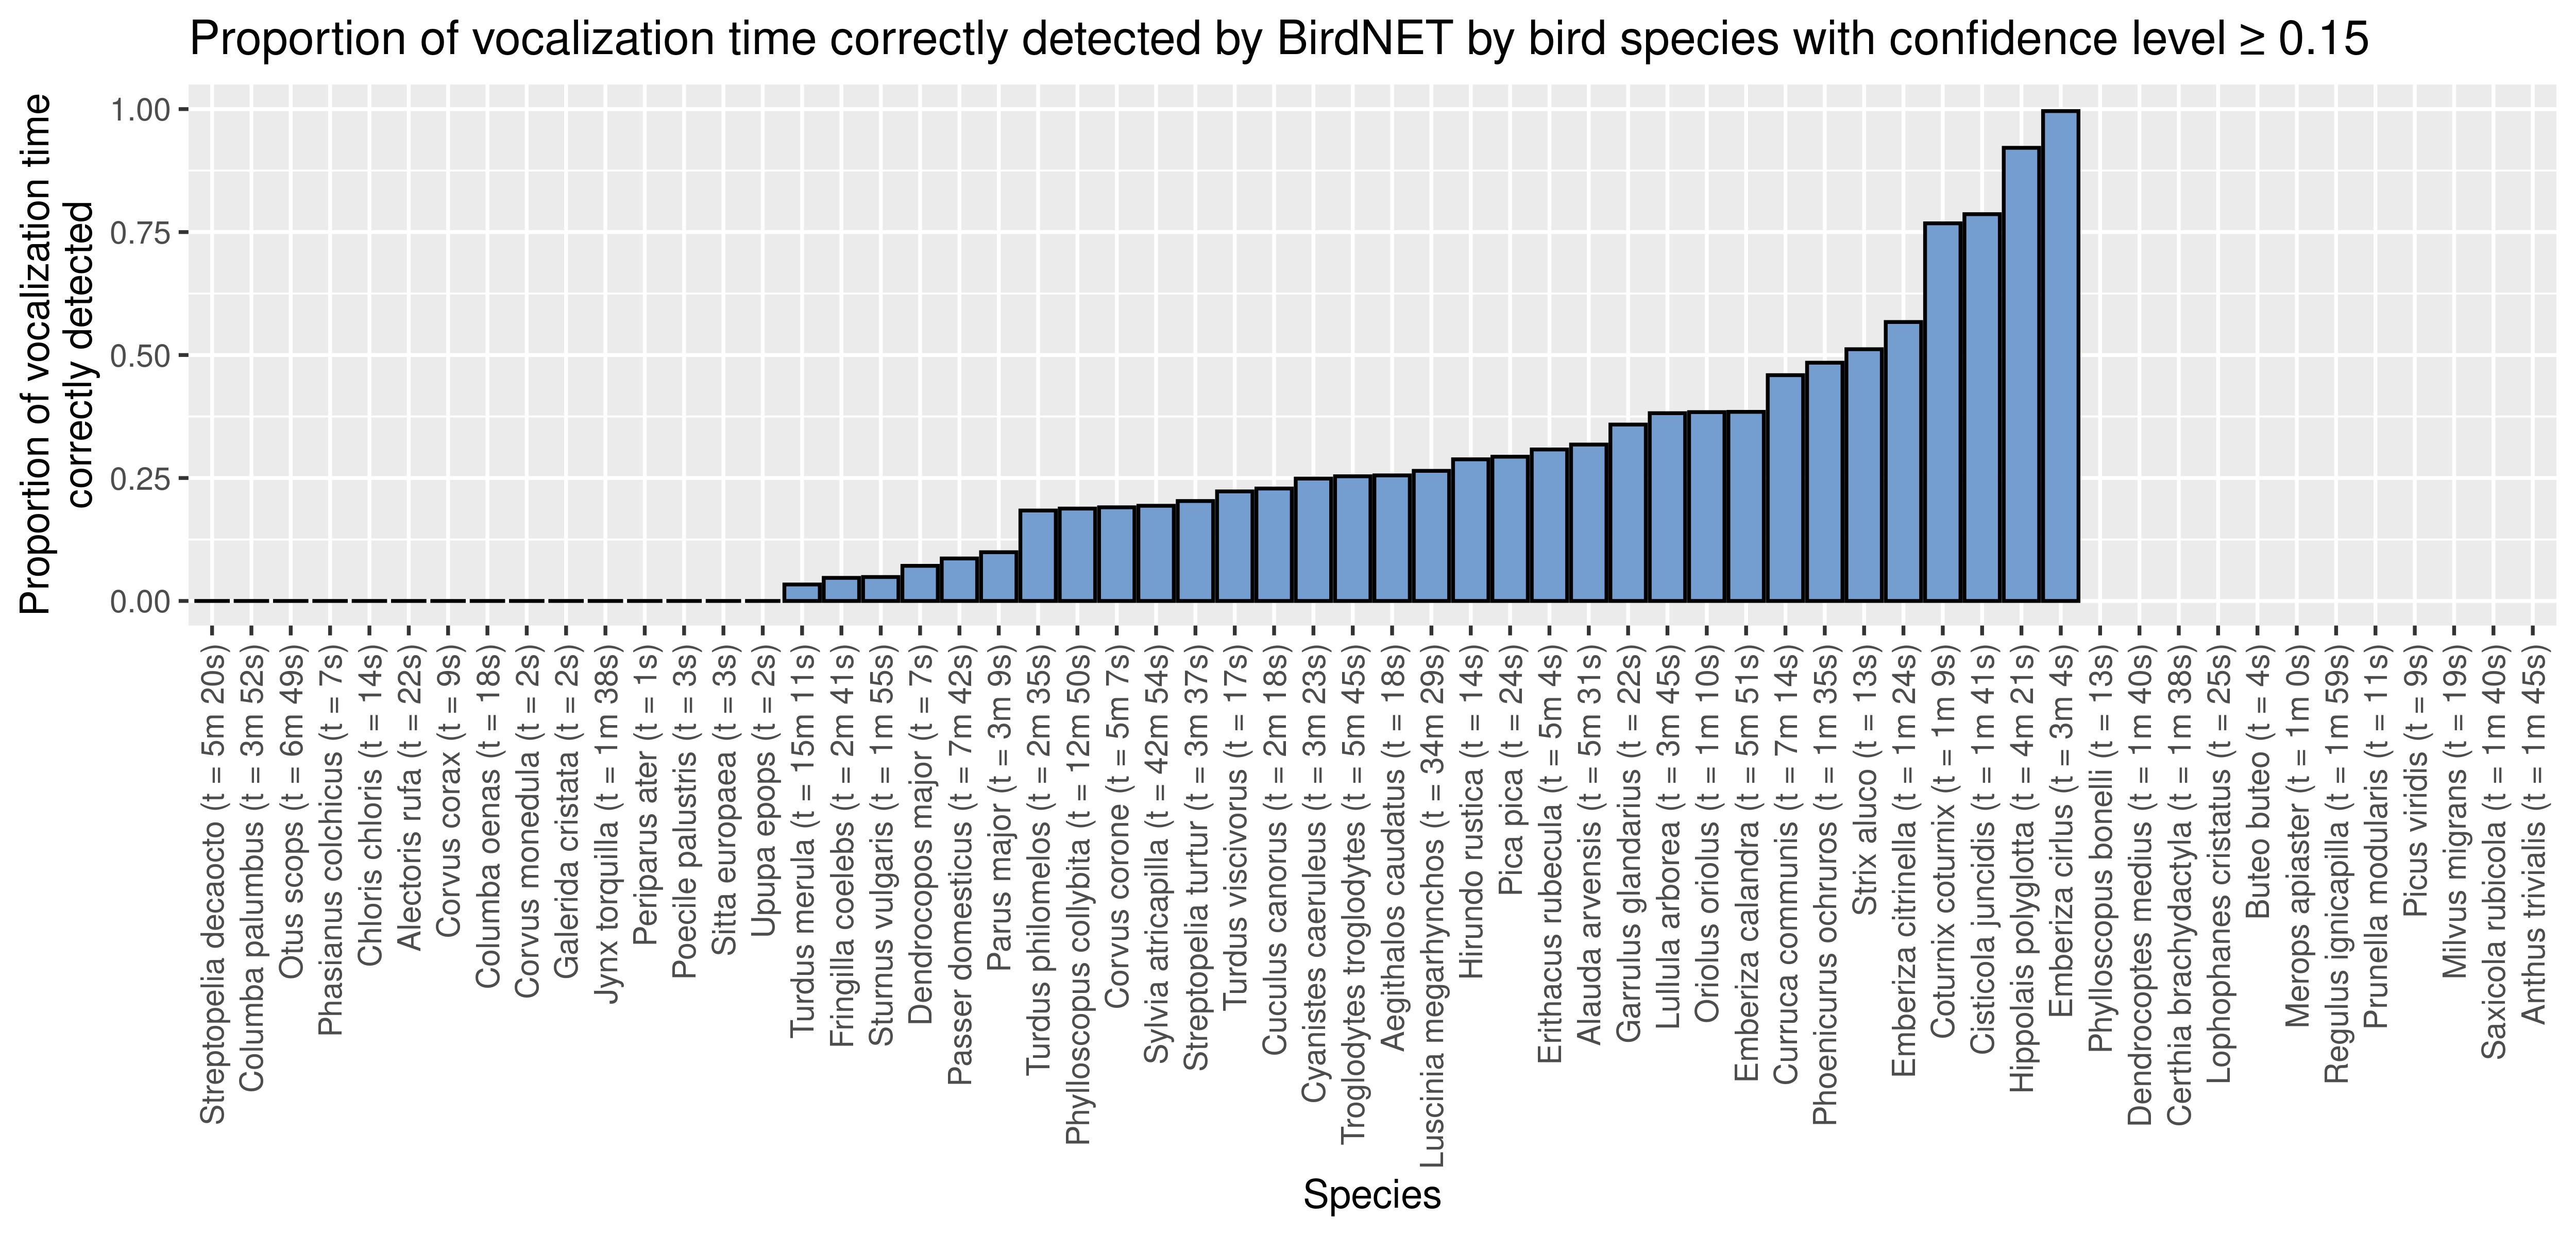 Proportion of vocalization time correctly detected by BirdNET by bird species with confidence level ≥ 0.15
Proportion of vocalization time
correctly detected
1.00
0.75
0.50
0.25
0.00
Streptopelia decaocto (t = 5m 20s)
Columba palumbus (t = 3m 52s)
Otus scops (t = 6m 49s)
Phasianus colchicus (t = 7s)
Chloris chloris (t = 14s)
Alectoris rufa (t = 22s)
Corvus corax (t = 9s)
Columba oenas (t = 18s)
Corvus monedula (t = 2s)
Galerida cristata (t = 2s)
Jynx torquilla (t = 1m 38s)
Periparus ater (t = 1s)
Poecile palustris (t = 3s)
Sitta europaea (t = 3s)
Upupa epops (t = 2s)
Turdus merula (t = 15m 11s)
Fringilla coelebs (t = 2m 41s)
Sturnus vulgaris (t = 1m 55s)
Dendrocopos major (t = 7s)
Passer domesticus (t = 7m 42s)
Parus major (t = 3m 9s)
Turdus philomelos (t = 2m 35s)
Phylloscopus collybita (t = 12m 50s)
Corvus corone (t = 5m 7s)
Sylvia atricapilla (t = 42m 54s)
Streptopelia turtur (t = 3m 37s)
Turdus viscivorus (t = 17s)
Cuculus canorus (t = 2m 18s)
Cyanistes caeruleus (t = 3m 23s)
Troglodytes troglodytes (t = 5m 45s)
Aegithalos caudatus (t = 18s)
Luscinia megarhynchos (t = 34m 29s)
Hirundo rustica (t = 14s)
Pica pica (t = 24s)
Erithacus rubecula (t = 5m 4s)
Alauda arvensis (t = 5m 31s)
Garrulus glandarius (t = 22s)
Lullula arborea (t = 3m 45s)
Oriolus oriolus (t = 1m 10s)
Emberiza calandra (t = 5m 51s)
Curruca communis (t = 7m 14s)
Phoenicurus ochruros (t = 1m 35s)
Strix aluco (t = 13s)
Emberiza citrinella (t = 1m 24s)
Coturnix coturnix (t = 1m 9s)
Cisticola juncidis (t = 1m 41s)
Hippolais polyglotta (t = 4m 21s)
Emberiza cirlus (t = 3m 4s)
Phylloscopus bonelli (t = 13s)
Dendrocoptes medius (t = 1m 40s)
Certhia brachydactyla (t = 1m 38s)
Lophophanes cristatus (t = 25s)
Buteo buteo (t = 4s)
Merops apiaster (t = 1m 0s)
Regulus ignicapilla (t = 1m 59s)
Prunella modularis (t = 11s)
Picus viridis (t = 9s)
Milvus migrans (t = 19s)
Saxicola rubicola (t = 1m 40s)
Anthus trivialis (t = 1m 45s)
Species